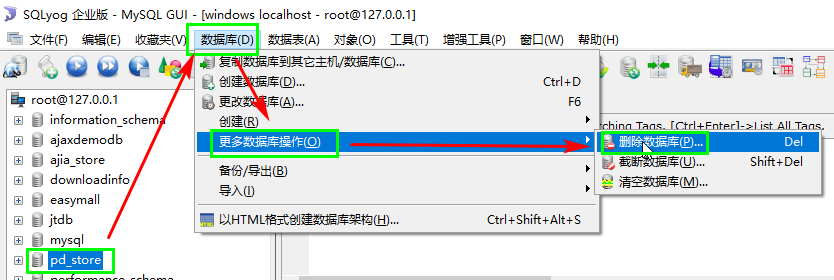 SQLyog 企业版 - MySQL GUI - [windows localhost - root@127.0.0.1]
文件(F) 编辑(E) 收藏夹(V) 数据库(D) 数据表(A) 对象(O) 工具(T) 增强工具(P) 窗口(W) 帮助(H)
root@127.0.0.1
information_schema
ajaxdemodb
ajia_store
downloadinfo
easymall
jtdb
mysql
pd_store
performance_schema
复制数据库到其它主机/数据库(C)...
创建数据库(D)... Ctrl+D
更改数据库(A)... F6
创建(R)
更多数据库操作(O)
备份/导出(B)
导入(I)
以HTML格式创建数据库架构(H)... Ctrl+Shift+Alt+S
ching Tags, [Ctrl+Enter]->List All Tags,
删除数据库(P)... Del
截断数据库(U)... Shift+Del
清空数据库(M)...